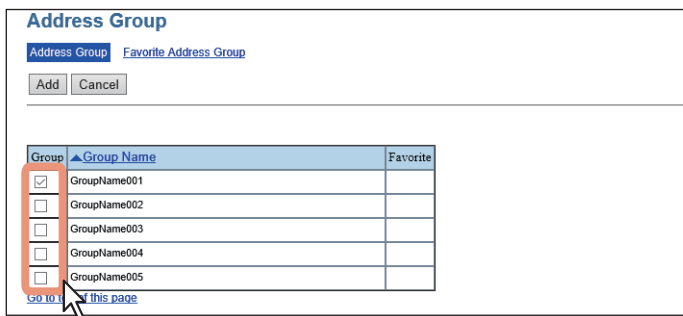 Address Group
Address Group Favorite Address Group
Add Cancel
Group ▲Group Name Favorite
GroupName001
GroupName002
GroupName003
GroupName004
GroupName005
Go to of this page